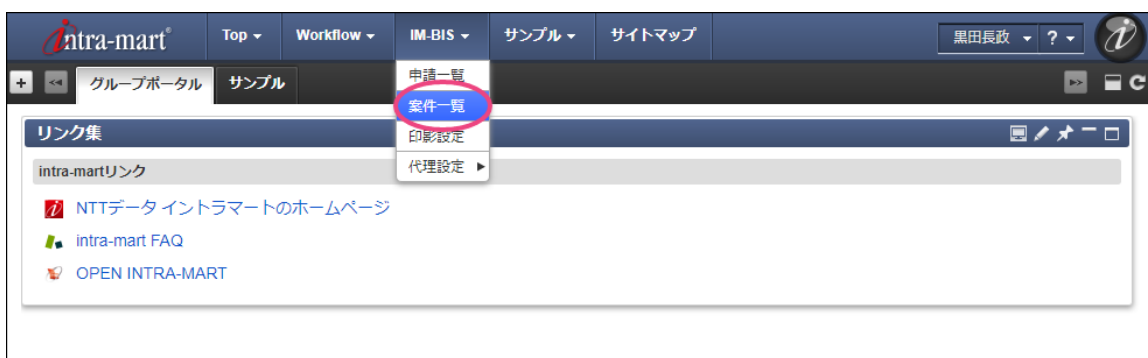 intra-mart® Top Workflow IM-BIS サンプル サイトマップ 黒田長政 ?
グループポータル サンプル
申請一覧
案件一覧
印影設定
代理設定
リンク集
intra-martリンク
NTTデータ イントラマートのホームページ
intra-mart FAQ
OPEN INTRA-MART